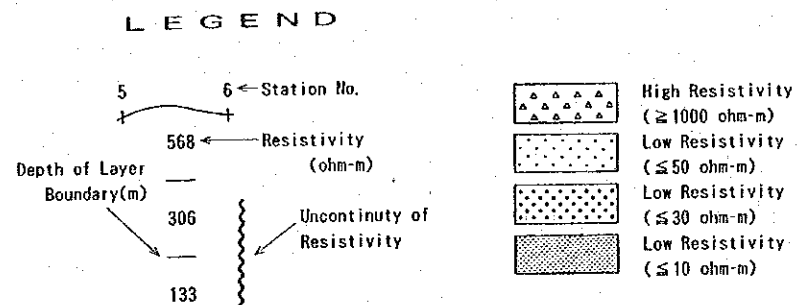 LEGEND
5 6 Station No.
568 Resistivity
(ohm-m)
Depth of Layer
Boundary(m)
306 Uncontinuty of
Resistivity
133
High Resistivity
(≧1000 ohm-m)
Low Resistivity
(≦50 ohm-m)
Low Resistivity
(≦30 ohm-m)
Low Resistivity
(≦10 ohm-m)